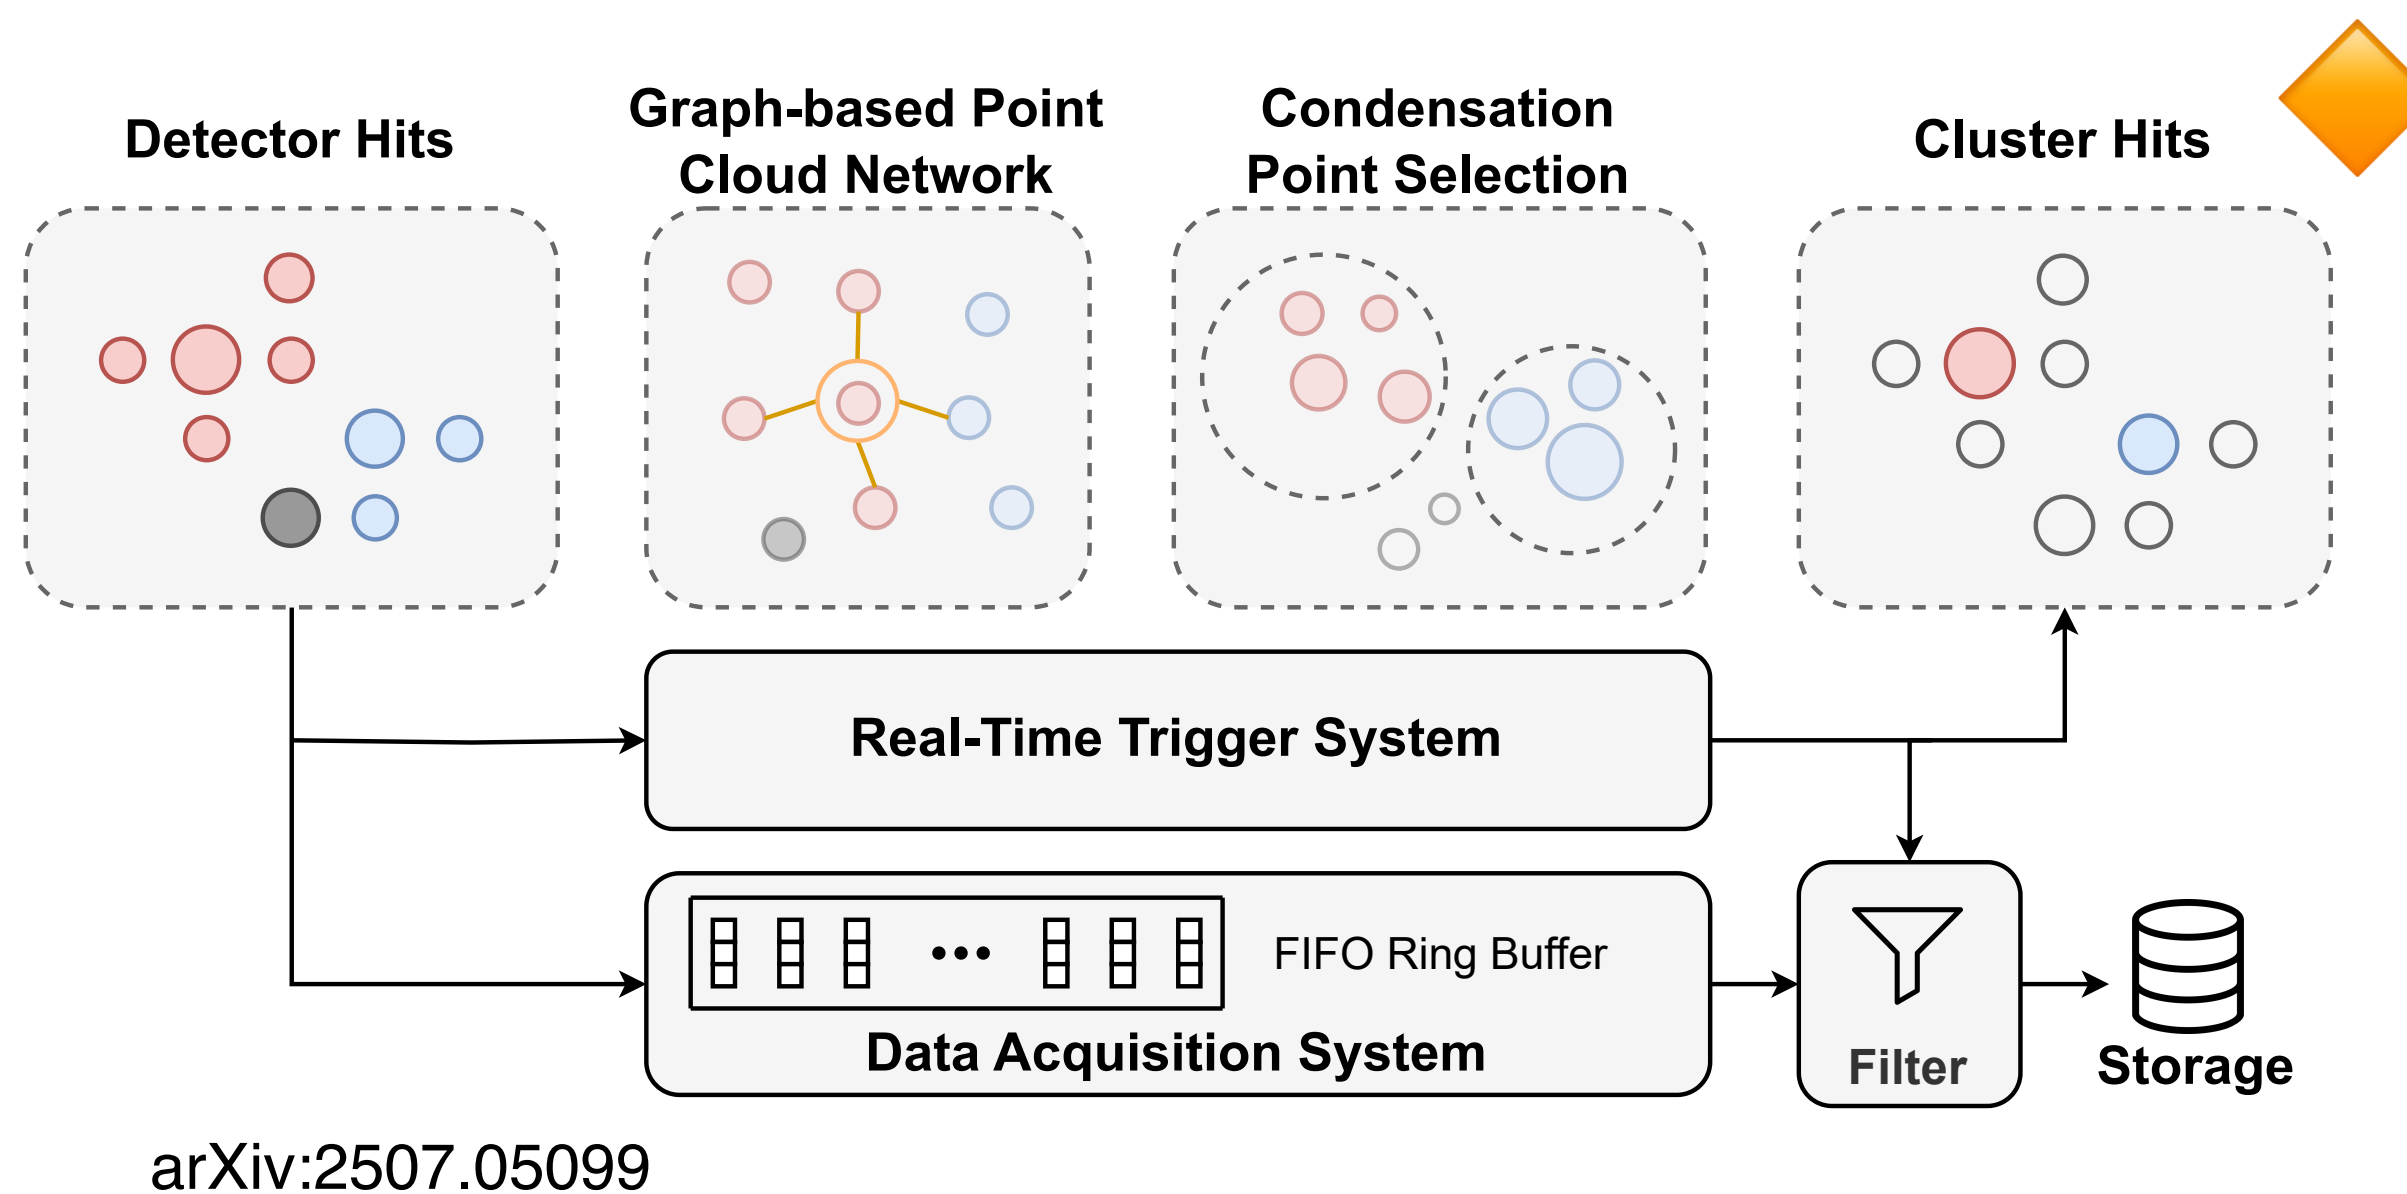 Detector Hits
Graph-based Point
Cloud Network
Condensation
Point Selection
Cluster Hits
Real-Time Trigger System
FIFO Ring Buffer
Data Acquisition System
Filter
Storage
arXiv:2507.05099